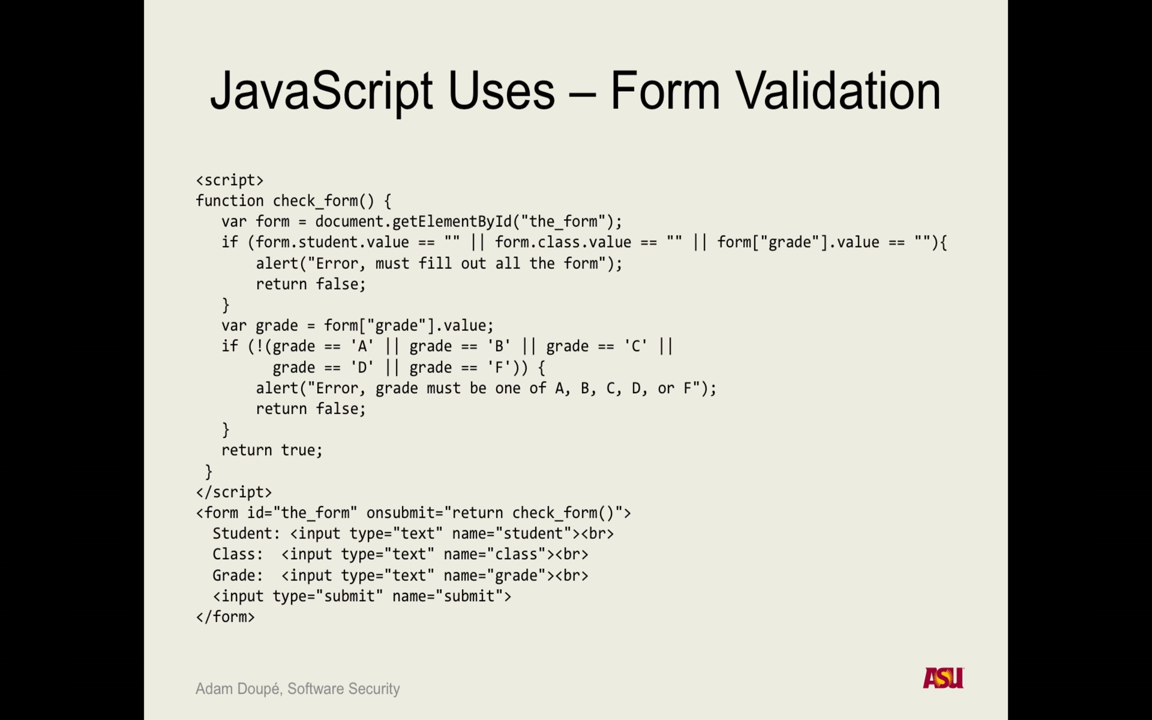 JavaScript Uses – Form Validation
<script>
function check_form() {
   var form = document.getElementById("the_form");
   if (form.student.value == "" || form.class.value == "" || form["grade"].value == ""){
       alert("Error, must fill out all the form");
       return false;
   }
   var grade = form["grade"].value;
   if (!(grade == 'A' || grade == 'B' || grade == 'C' ||
         grade == 'D' || grade == 'F')) {
       alert("Error, grade must be one of A, B, C, D, or F");
       return false;
   }
   return true;
 }
</script>
<form id="the_form" onsubmit="return check_form()">
  Student: <input type="text" name="student"><br>
  Class:  <input type="text" name="class"><br>
  Grade:  <input type="text" name="grade"><br>
  <input type="submit" name="submit">
</form>
Adam Doupé, Software Security
ASU